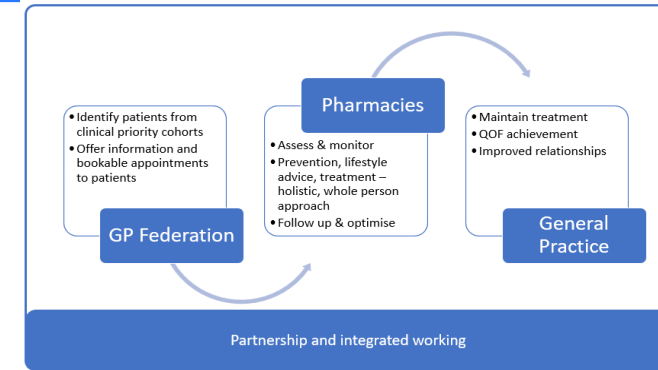 • Identify patients from
clinical priority cohorts
• Offer information and
bookable appointments
to patients
GP Federation
Pharmacies
• Assess & monitor
• Prevention, lifestyle
advice, treatment –
holistic, whole person
approach
• Follow up & optimise
• Maintain treatment
• QOF achievement
• Improved relationships
General
Practice
Partnership and integrated working